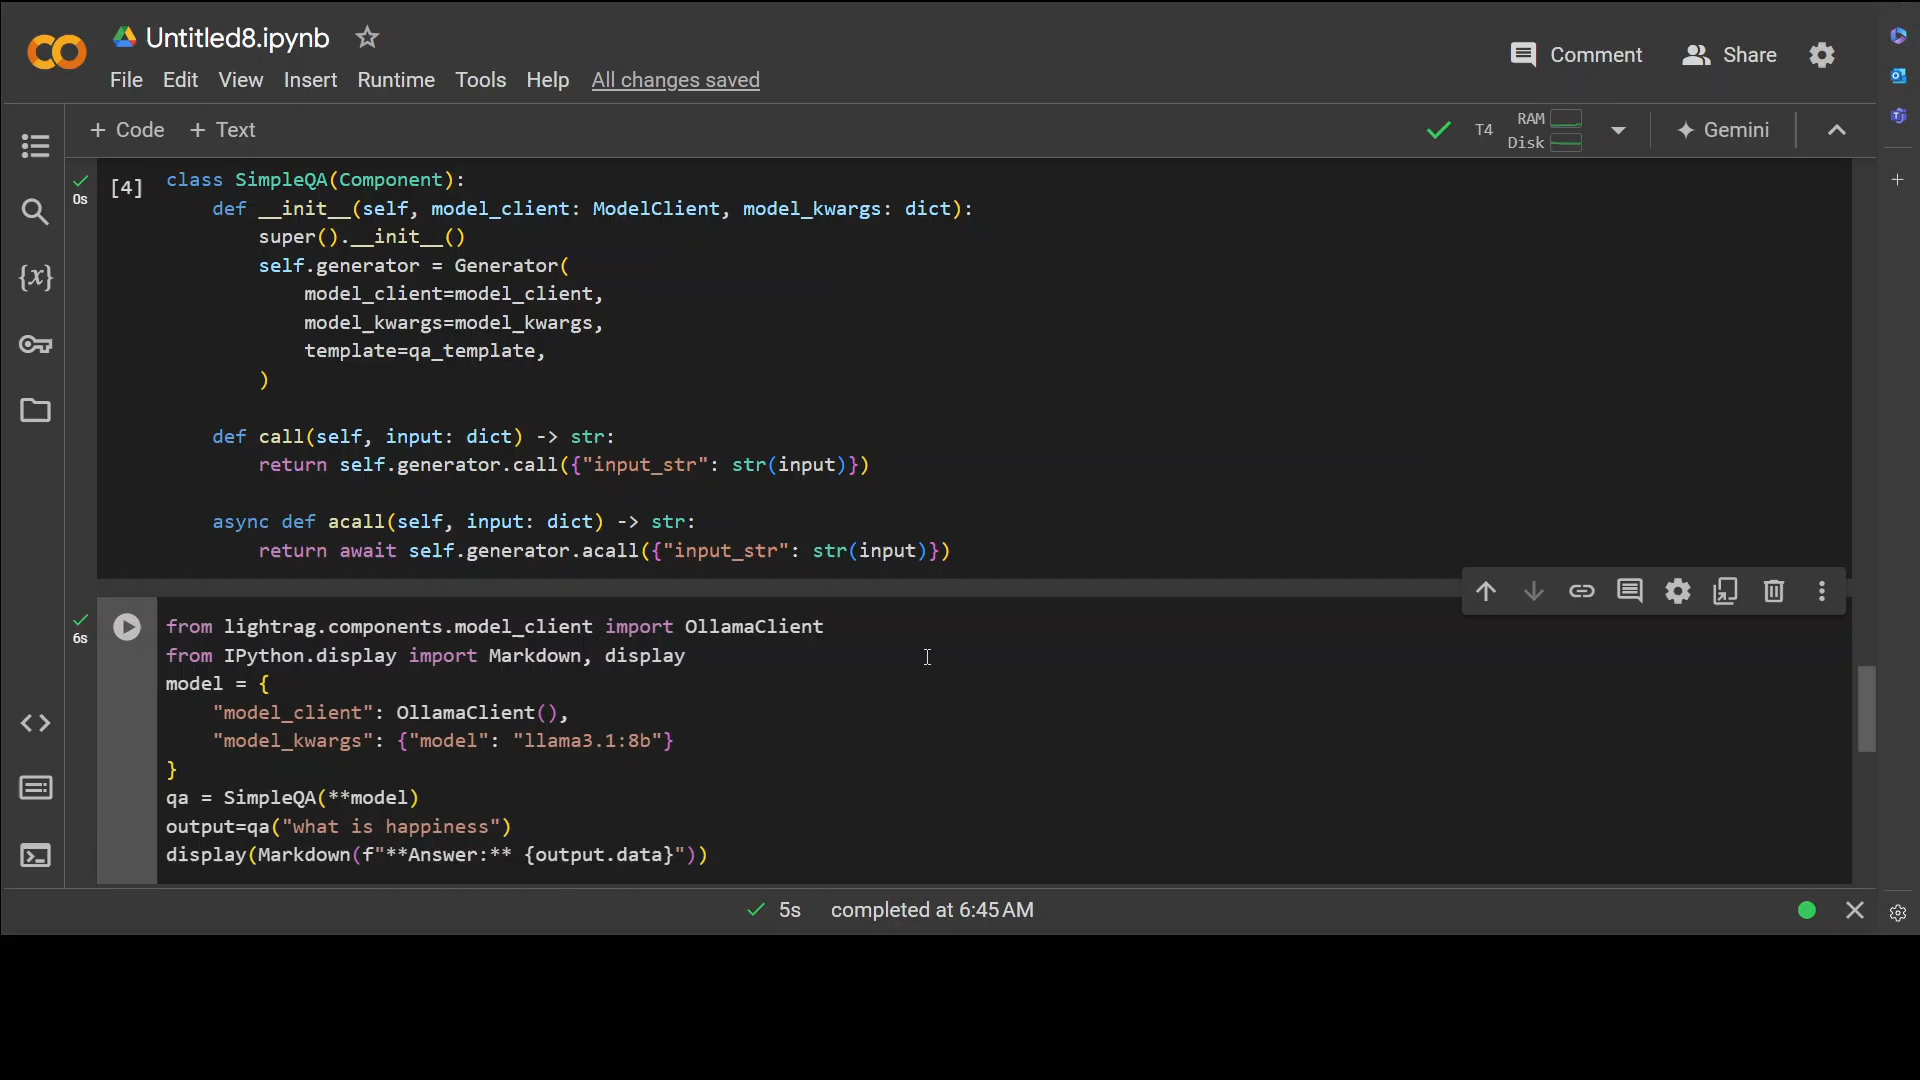 Untitled8.ipynb
File Edit View Insert Runtime Tools Help All changes saved
Comment
Share
+ Code + Text
T4
RAM
Disk
Gemini
0s
[4]
class SimpleQA(Component):
    def __init__(self, model_client: ModelClient, model_kwargs: dict):
        super().__init__()
        self.generator = Generator(
            model_client=model_client,
            model_kwargs=model_kwargs,
            template=qa_template,
        )
    def call(self, input: dict) -> str:
        return self.generator.call({"input_str": str(input)})
    async def acall(self, input: dict) -> str:
        return await self.generator.acall({"input_str": str(input)})
6s
from lightrag.components.model_client import OllamaClient
from IPython.display import Markdown, display
model = {
    "model_client": OllamaClient(),
    "model_kwargs": {"model": "llama3.1:8b"}
}
qa = SimpleQA(**model)
output=qa("what is happiness")
display(Markdown(f"**Answer:** {output.data}"))
5s completed at 6:45 AM